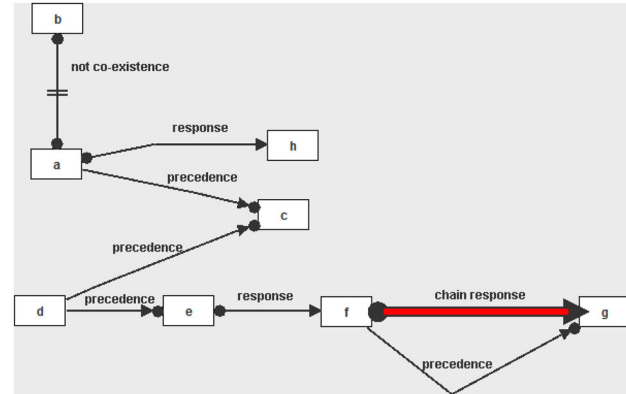 b
not co-existence
response
h
a
precedence
c
precedence
d
precedence
e
response
f
chain response
g
precedence